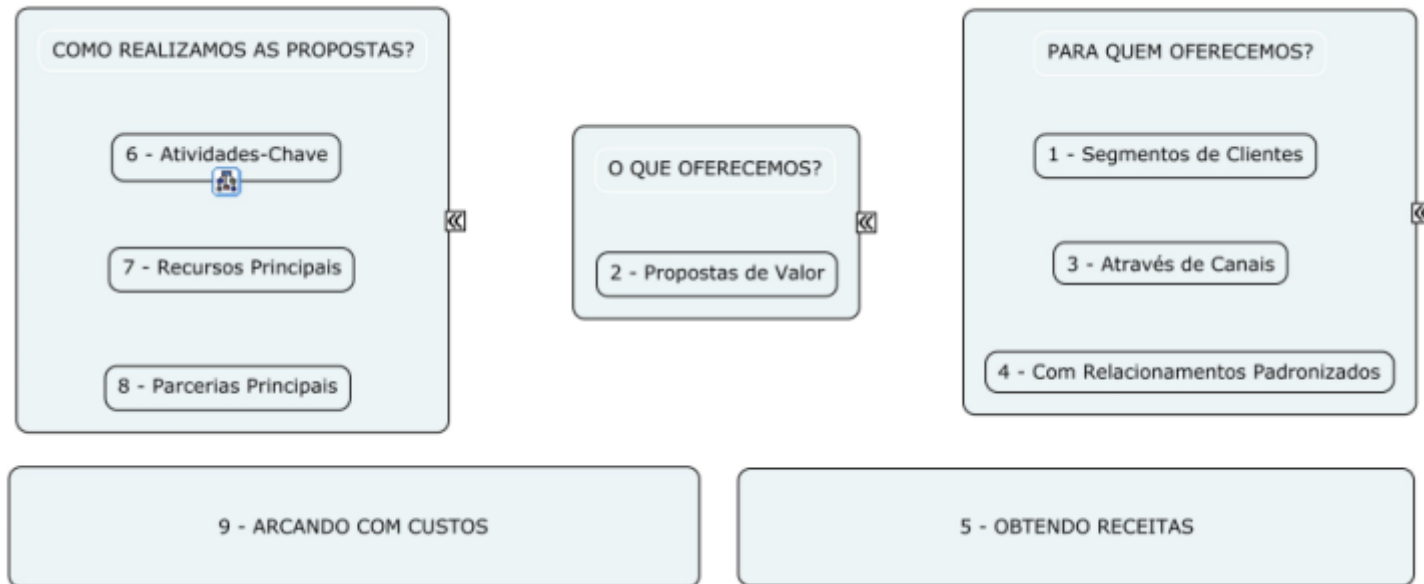 COMO REALIZAMOS AS PROPOSTAS?
6 - Atividades-Chave
7 - Recursos Principais
8 - Parcerias Principais
O QUE OFERECEMOS?
2 - Propostas de Valor
PARA QUEM OFERECEMOS?
1 - Segmentos de Clientes
3 - Através de Canais
4 - Com Relacionamentos Padronizados
9 - ARCANDO COM CUSTOS
5 - OBTENDO RECEITAS